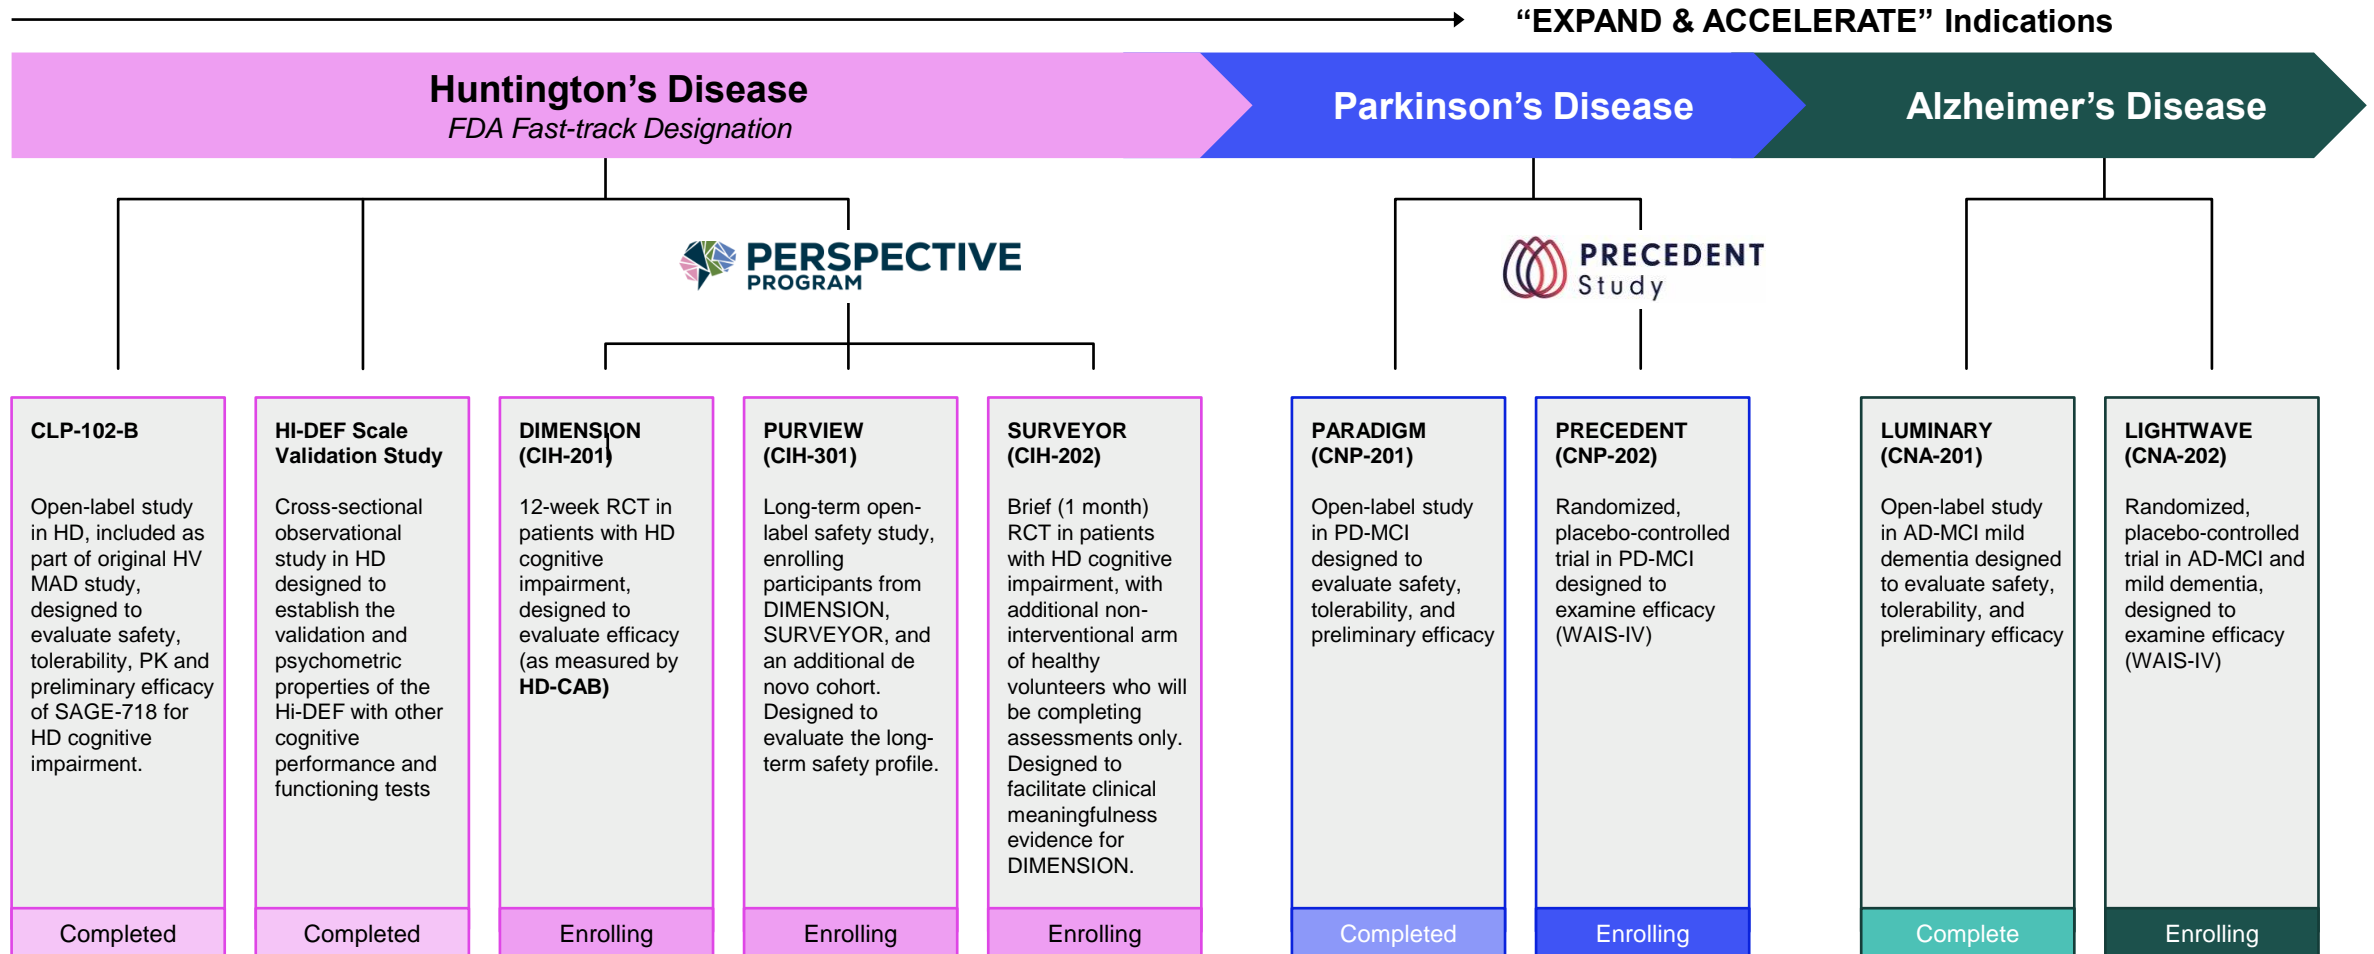 “EXPAND & ACCELERATE” Indications
Huntington’s Disease
FDA Fast-track Designation
Parkinson’s Disease
Alzheimer’s Disease
PERSPECTIVE
PROGRAM
PRECEDENT
Study
CLP-102-B
Open-label study
in HD, included as
part of original HV
MAD study,
designed to
evaluate safety,
tolerability, PK and
preliminary efficacy
of SAGE-718 for
HD cognitive
impairment.
Completed
HI-DEF Scale
Validation Study
Cross-sectional
observational
study in HD
designed to
establish the
validation and
psychometric
properties of the
Hi-DEF with other
cognitive
performance and
functioning tests
Completed
DIMENSION
(CIH-201)
12-week RCT in
patients with HD
cognitive
impairment,
designed to
evaluate efficacy
(as measured by
HD-CAB)
Enrolling
PURVIEW
(CIH-301)
Long-term open-
label safety study,
enrolling
participants from
DIMENSION,
SURVEYOR, and
an additional de
novo cohort.
Designed to
evaluate the long-
term safety profile.
Enrolling
SURVEYOR
(CIH-202)
Brief (1 month)
RCT in patients
with HD cognitive
impairment, with
additional non-
interventional arm
of healthy
volunteers who will
be completing
assessments only.
Designed to
facilitate clinical
meaningfulness
evidence for
DIMENSION.
Enrolling
PARADIGM
(CNP-201)
Open-label study
in PD-MCI
designed to
evaluate safety,
tolerability, and
preliminary efficacy
Completed
PRECEDENT
(CNP-202)
Randomized,
placebo-controlled
trial in PD-MCI
designed to
examine efficacy
(WAIS-IV)
Enrolling
LUMINARY
(CNA-201)
Open-label study
in AD-MCI mild
dementia designed
to evaluate safety,
tolerability, and
preliminary efficacy
Complete
LIGHTWAVE
(CNA-202)
Randomized,
placebo-controlled
trial in AD-MCI and
mild dementia,
designed to
examine efficacy
(WAIS-IV)
Enrolling